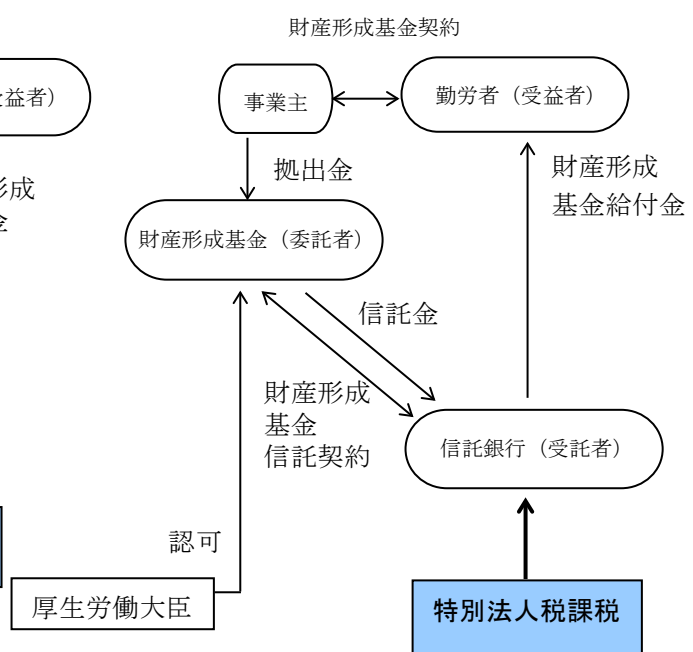 財産形成基金契約
益者）
事業主
勤労者（受益者）
形成
金
拠出金
財産形成
基金給付金
財産形成基金（委託者）
信託金
財産形成
基金
信託契約
信託銀行（受託者）
認可
厚生労働大臣
特別法人税課税